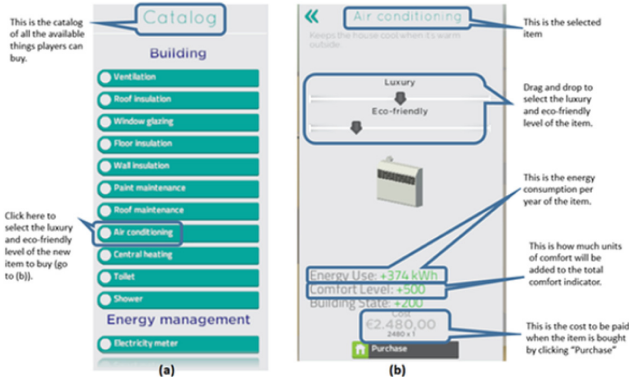 This is the catalog
of all the available
things players can
buy.
Click here to
select the luxury
and eco-friendly
level of the new
item to buy (go
to (b)).
Catalog
Building
Ventilation
Roof insulation
Window glazing
Floor insulation
Wall insulation
Paint maintenance
Roof maintenance
Air conditioning
Central heating
Toilet
Shower
Energy management
Electricity meter
(a)
Air conditioning
Keeps the house cool when it's warm
outside.
Luxury
Eco-friendly
Energy Use: +374 kWh
Comfort Level: +500
Building State: +200
Cost
€2.480,00
2480 x 1
Purchase
(b)
This is the selected
item
Drag and drop to
select the luxury
and eco-friendly
level of the item.
This is the energy
consumption per
year of the item.
This is how much units
of comfort will be
added to the total
comfort indicator.
This is the cost to be paid
when the item is bought
by clicking "Purchase"